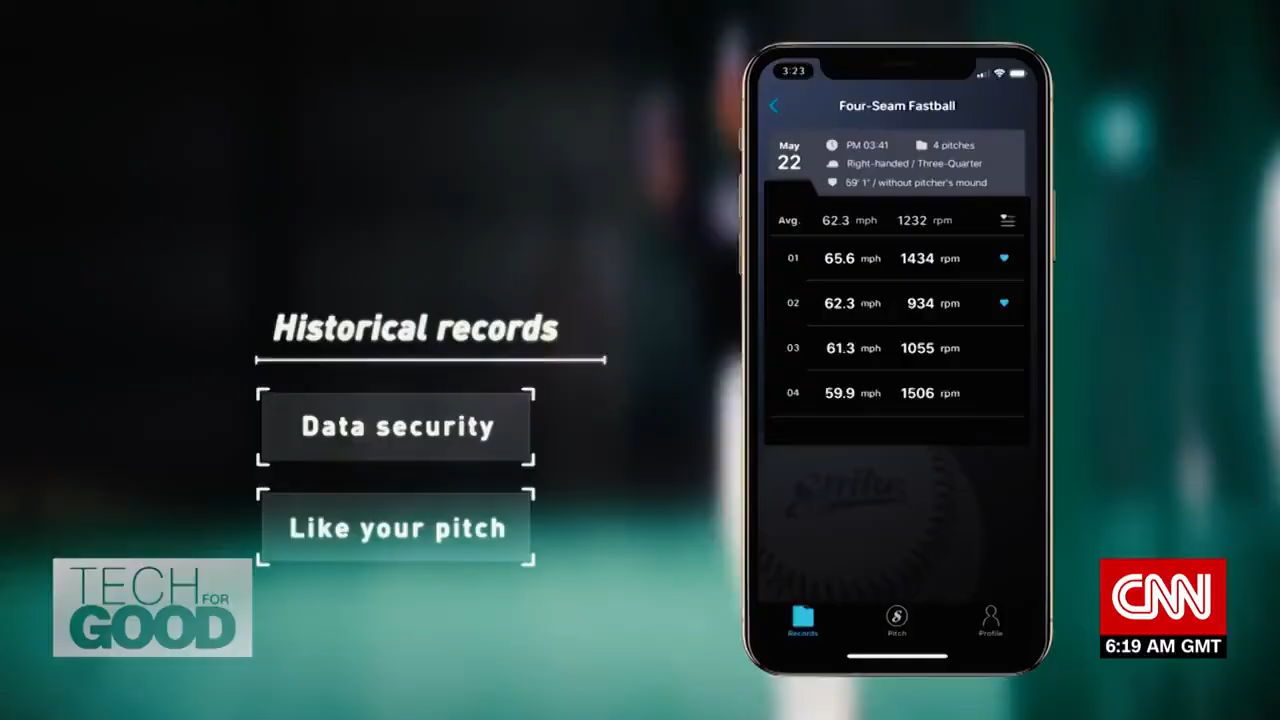 Historical records
Data security
Like your pitch
TECH FOR
GOOD
3:23
Four-Seam Fastball
May
22
PM 03:41 4 pitches
Right-handed / Three-Quarter
59' 1" / without pitcher's mound
Avg. 62.3 mph 1232 rpm
01 65.6 mph 1434 rpm
02 62.3 mph 934 rpm
03 61.3 mph 1055 rpm
04 59.9 mph 1506 rpm
Strike
Records Pitch Profile
CNN
6:19 AM GMT